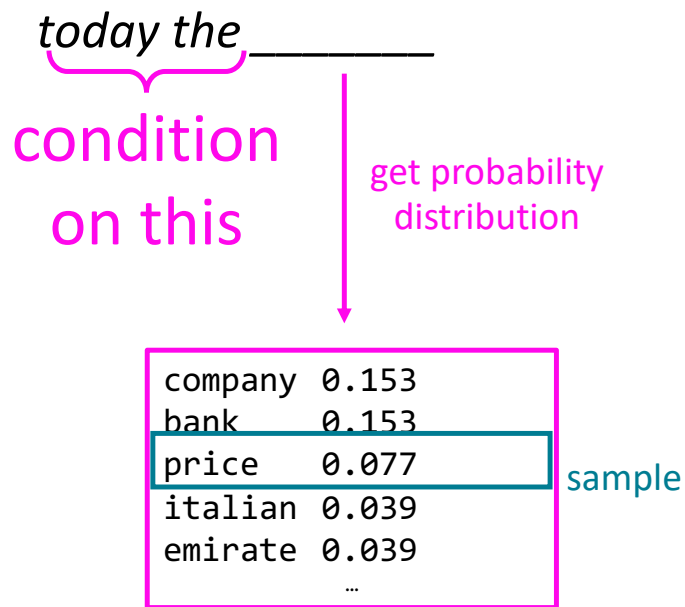 today the _______
condition
on this
get probability
distribution
company 0.153
bank 0.153
price 0.077
sample
italian 0.039
emirate 0.039
…